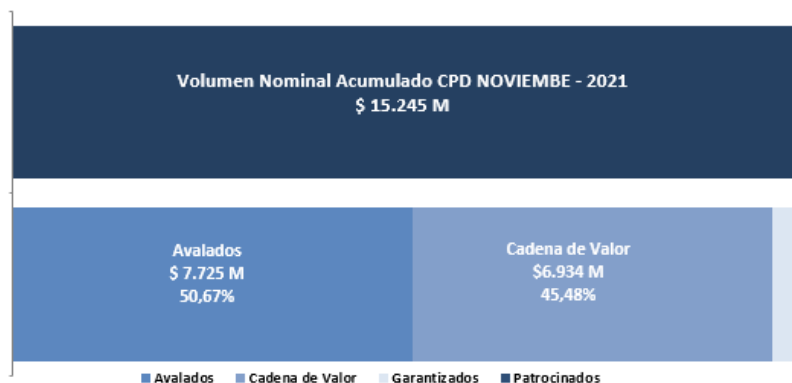 Volumen Nominal Acumulado CPD NOVIEMBE - 2021
$ 15.245 M
Avalados
$ 7.725 M
50,67%
Cadena de Valor
$6.934 M
45,48%
Avalados Cadena de Valor Garantizados Patrocinados